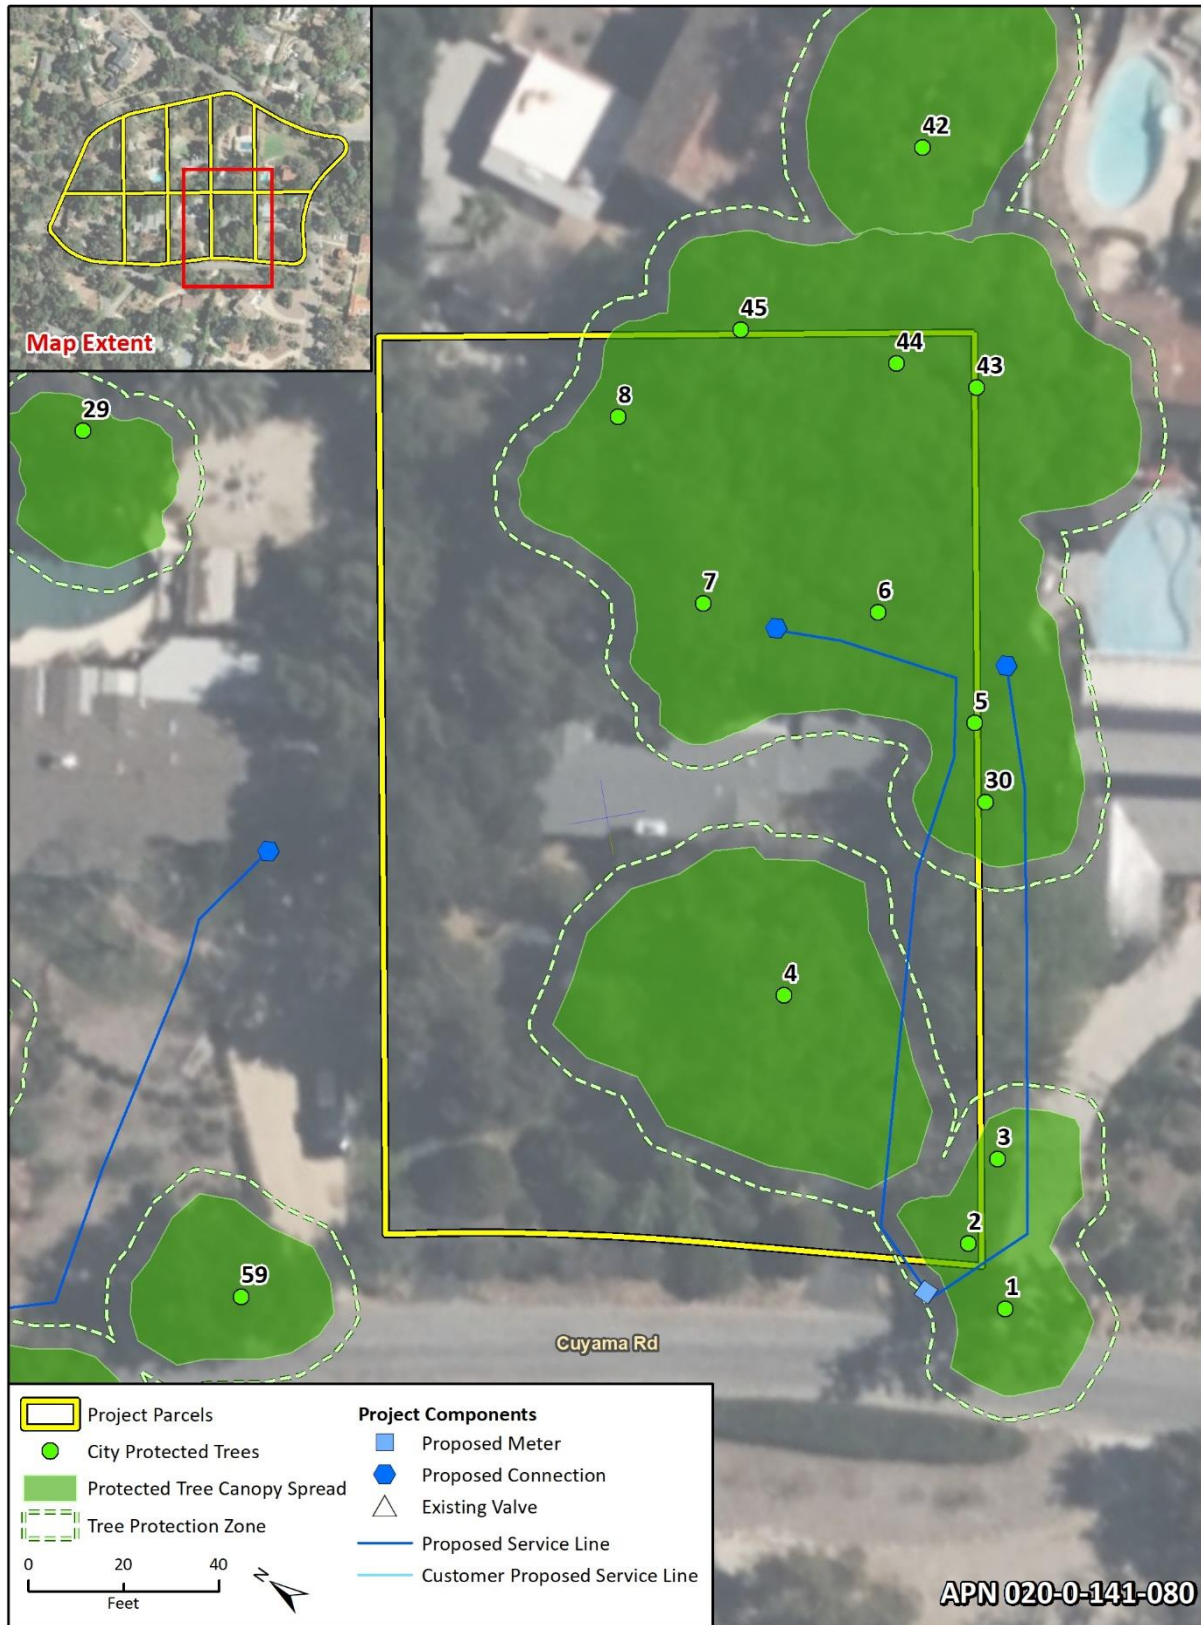 Map Extent
42
45
44
43
8
29
7
6
5
30
4
3
2
59
1
Cuyama Rd
Project Parcels
City Protected Trees
Protected Tree Canopy Spread
Tree Protection Zone
0 20 40
Feet
N
Project Components
Proposed Meter
Proposed Connection
Existing Valve
Proposed Service Line
Customer Proposed Service Line
APN 020-0-141-080